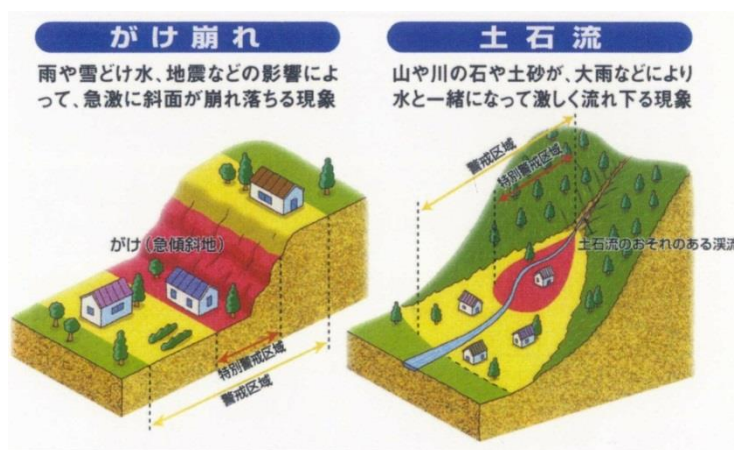 がけ崩れ
雨や雪どけ水、地震などの影響によ
って、急激に斜面が崩れ落ちる現象
がけ(急傾斜地)
特別警戒区域
警戒区域
土石流
山や川の石や土砂が、大雨などにより
水と一緒になって激しく流れ下る現象
警戒区域
特別警戒区域
土石流のおそれのある渓流